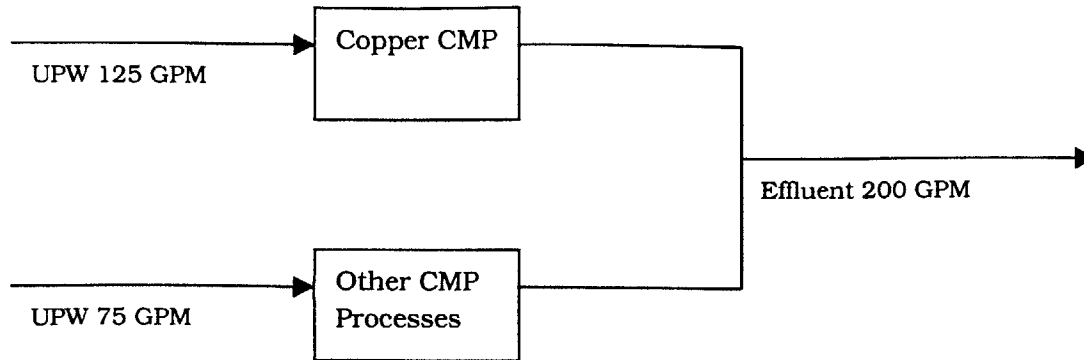 Copper CMP
UPW 125 GPM
Effluent 200 GPM
Other CMP
Processes
UPW 75 GPM